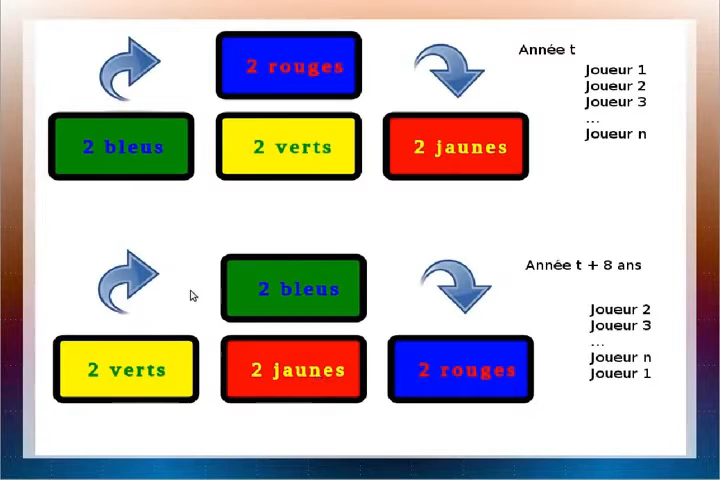 2 rouges
Année t
Joueur 1
Joueur 2
Joueur 3
...
Joueur n
2 bleus
2 verts
2 jaunes
2 bleus
Année t + 8 ans
Joueur 2
Joueur 3
...
Joueur n
Joueur 1
2 verts
2 jaunes
2 rouges